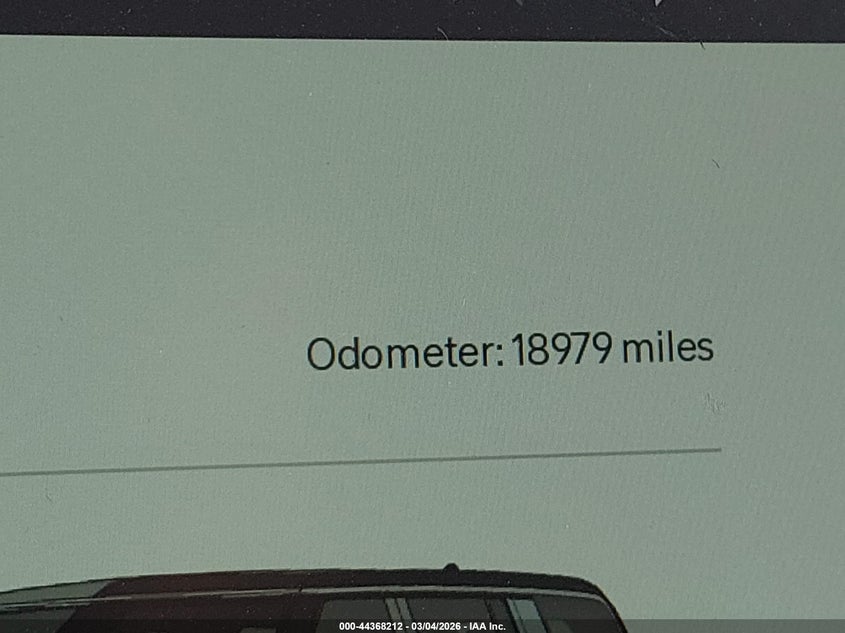 Odometer: 18979 miles
000-44368212 - 03/04/2026 - IAA Inc.